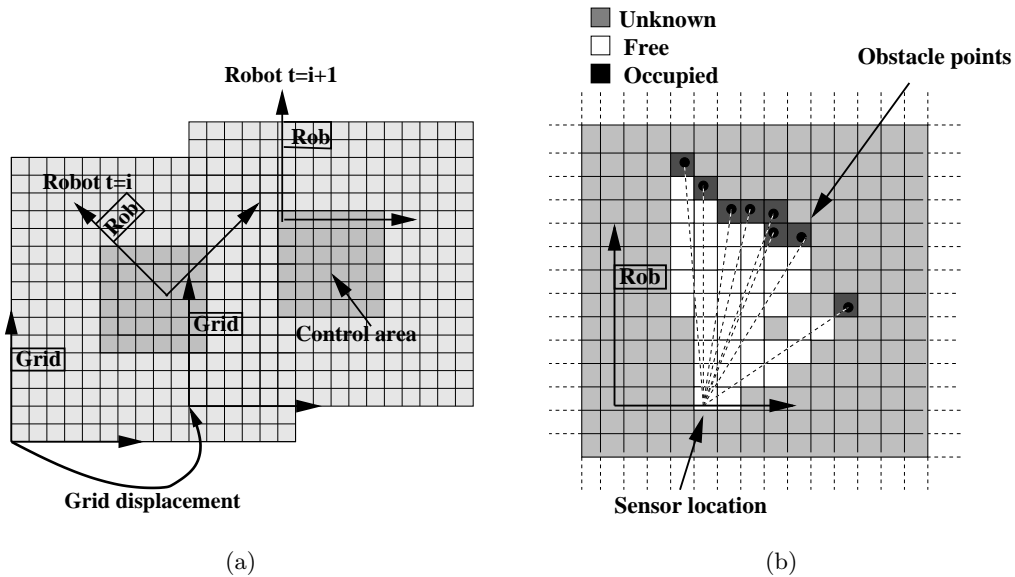 Robot t=i+1
Rob
Robot t=i
Rob
Grid
Control area
Grid
Grid displacement
(a)
Unknown
Free
Occupied
Obstacle points
Rob
Sensor location
(b)